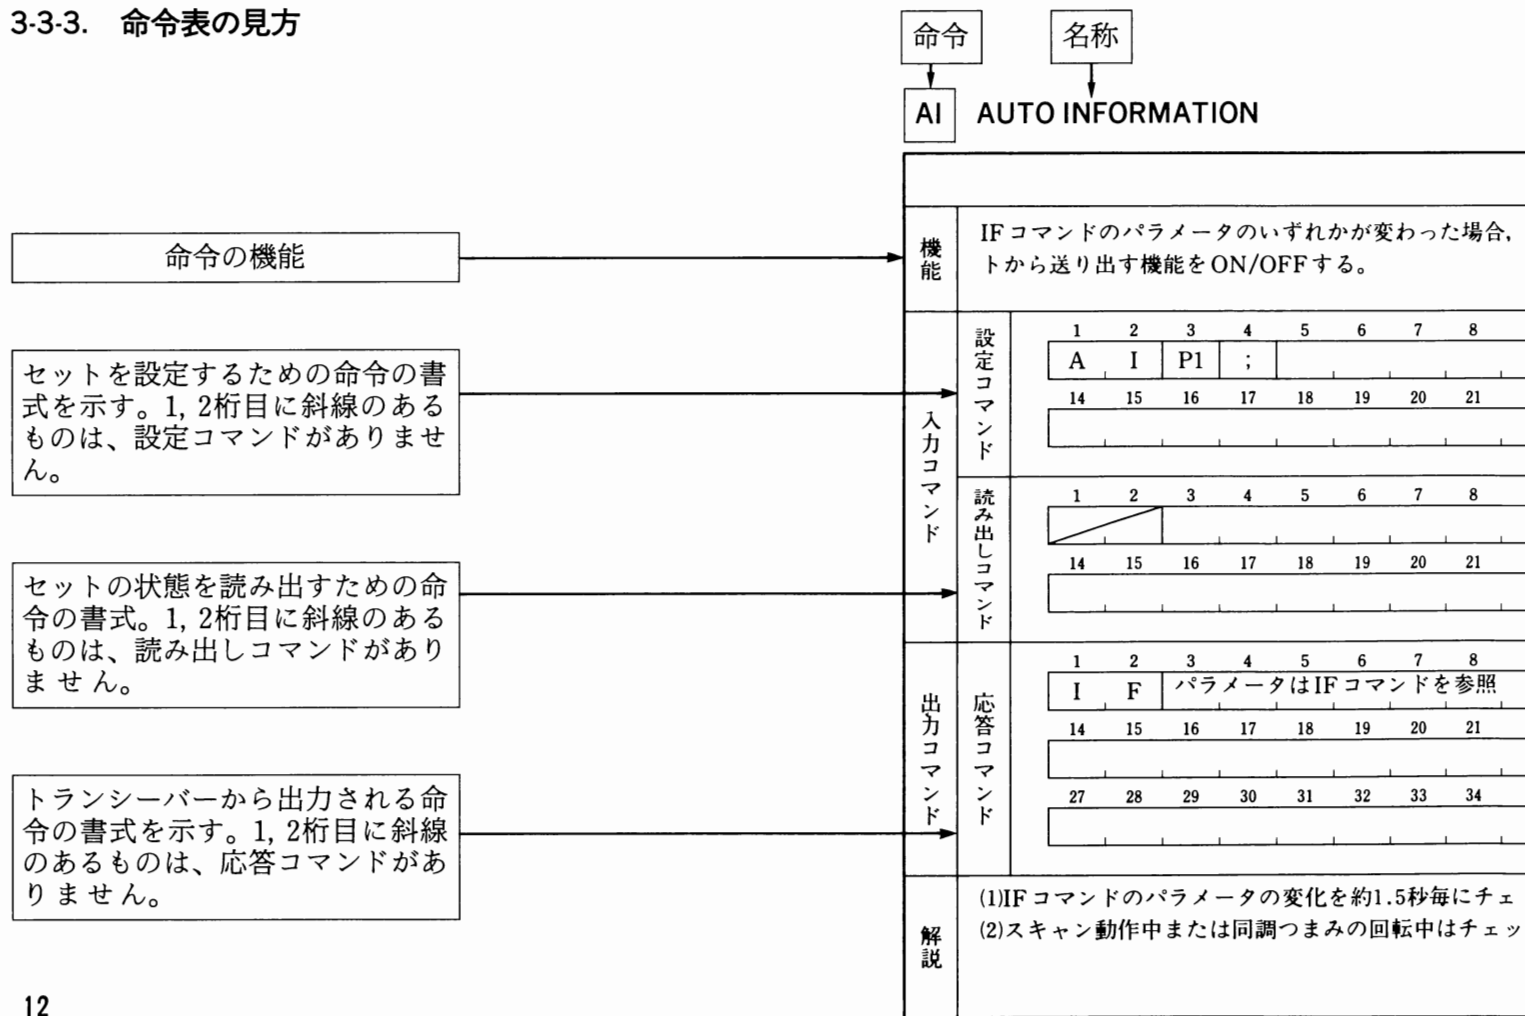 3-3-3. 命令表の見方
命令 名称
AI AUTO INFORMATION
命令の機能
セットを設定するための命令の書
式を示す。1, 2桁目に斜線のある
ものは、設定コマンドがありませ
ん。
セットの状態を読み出すための命
令の書式。1, 2桁目に斜線のある
ものは、読み出しコマンドがあり
ません。
トランシーバーから出力される命
令の書式を示す。1, 2桁目に斜線
のあるものは、応答コマンドがあ
りません。
機能
IFコマンドのパラメータのいずれかが変わった場合,
トから送り出す機能をON/OFFする。
入力コマンド
設定コマンド
1 2 3 4 5 6 7 8
A I P1 ;
14 15 16 17 18 19 20 21
読み出しコマンド
1 2 3 4 5 6 7 8
14 15 16 17 18 19 20 21
出力コマンド
応答コマンド
1 2 3 4 5 6 7 8
I F パラメータはIFコマンドを参照
14 15 16 17 18 19 20 21
27 28 29 30 31 32 33 34
解説
(1)IFコマンドのパラメータの変化を約1.5秒毎にチェ
(2)スキャン動作中または同調つまみの回転中はチェッ
12